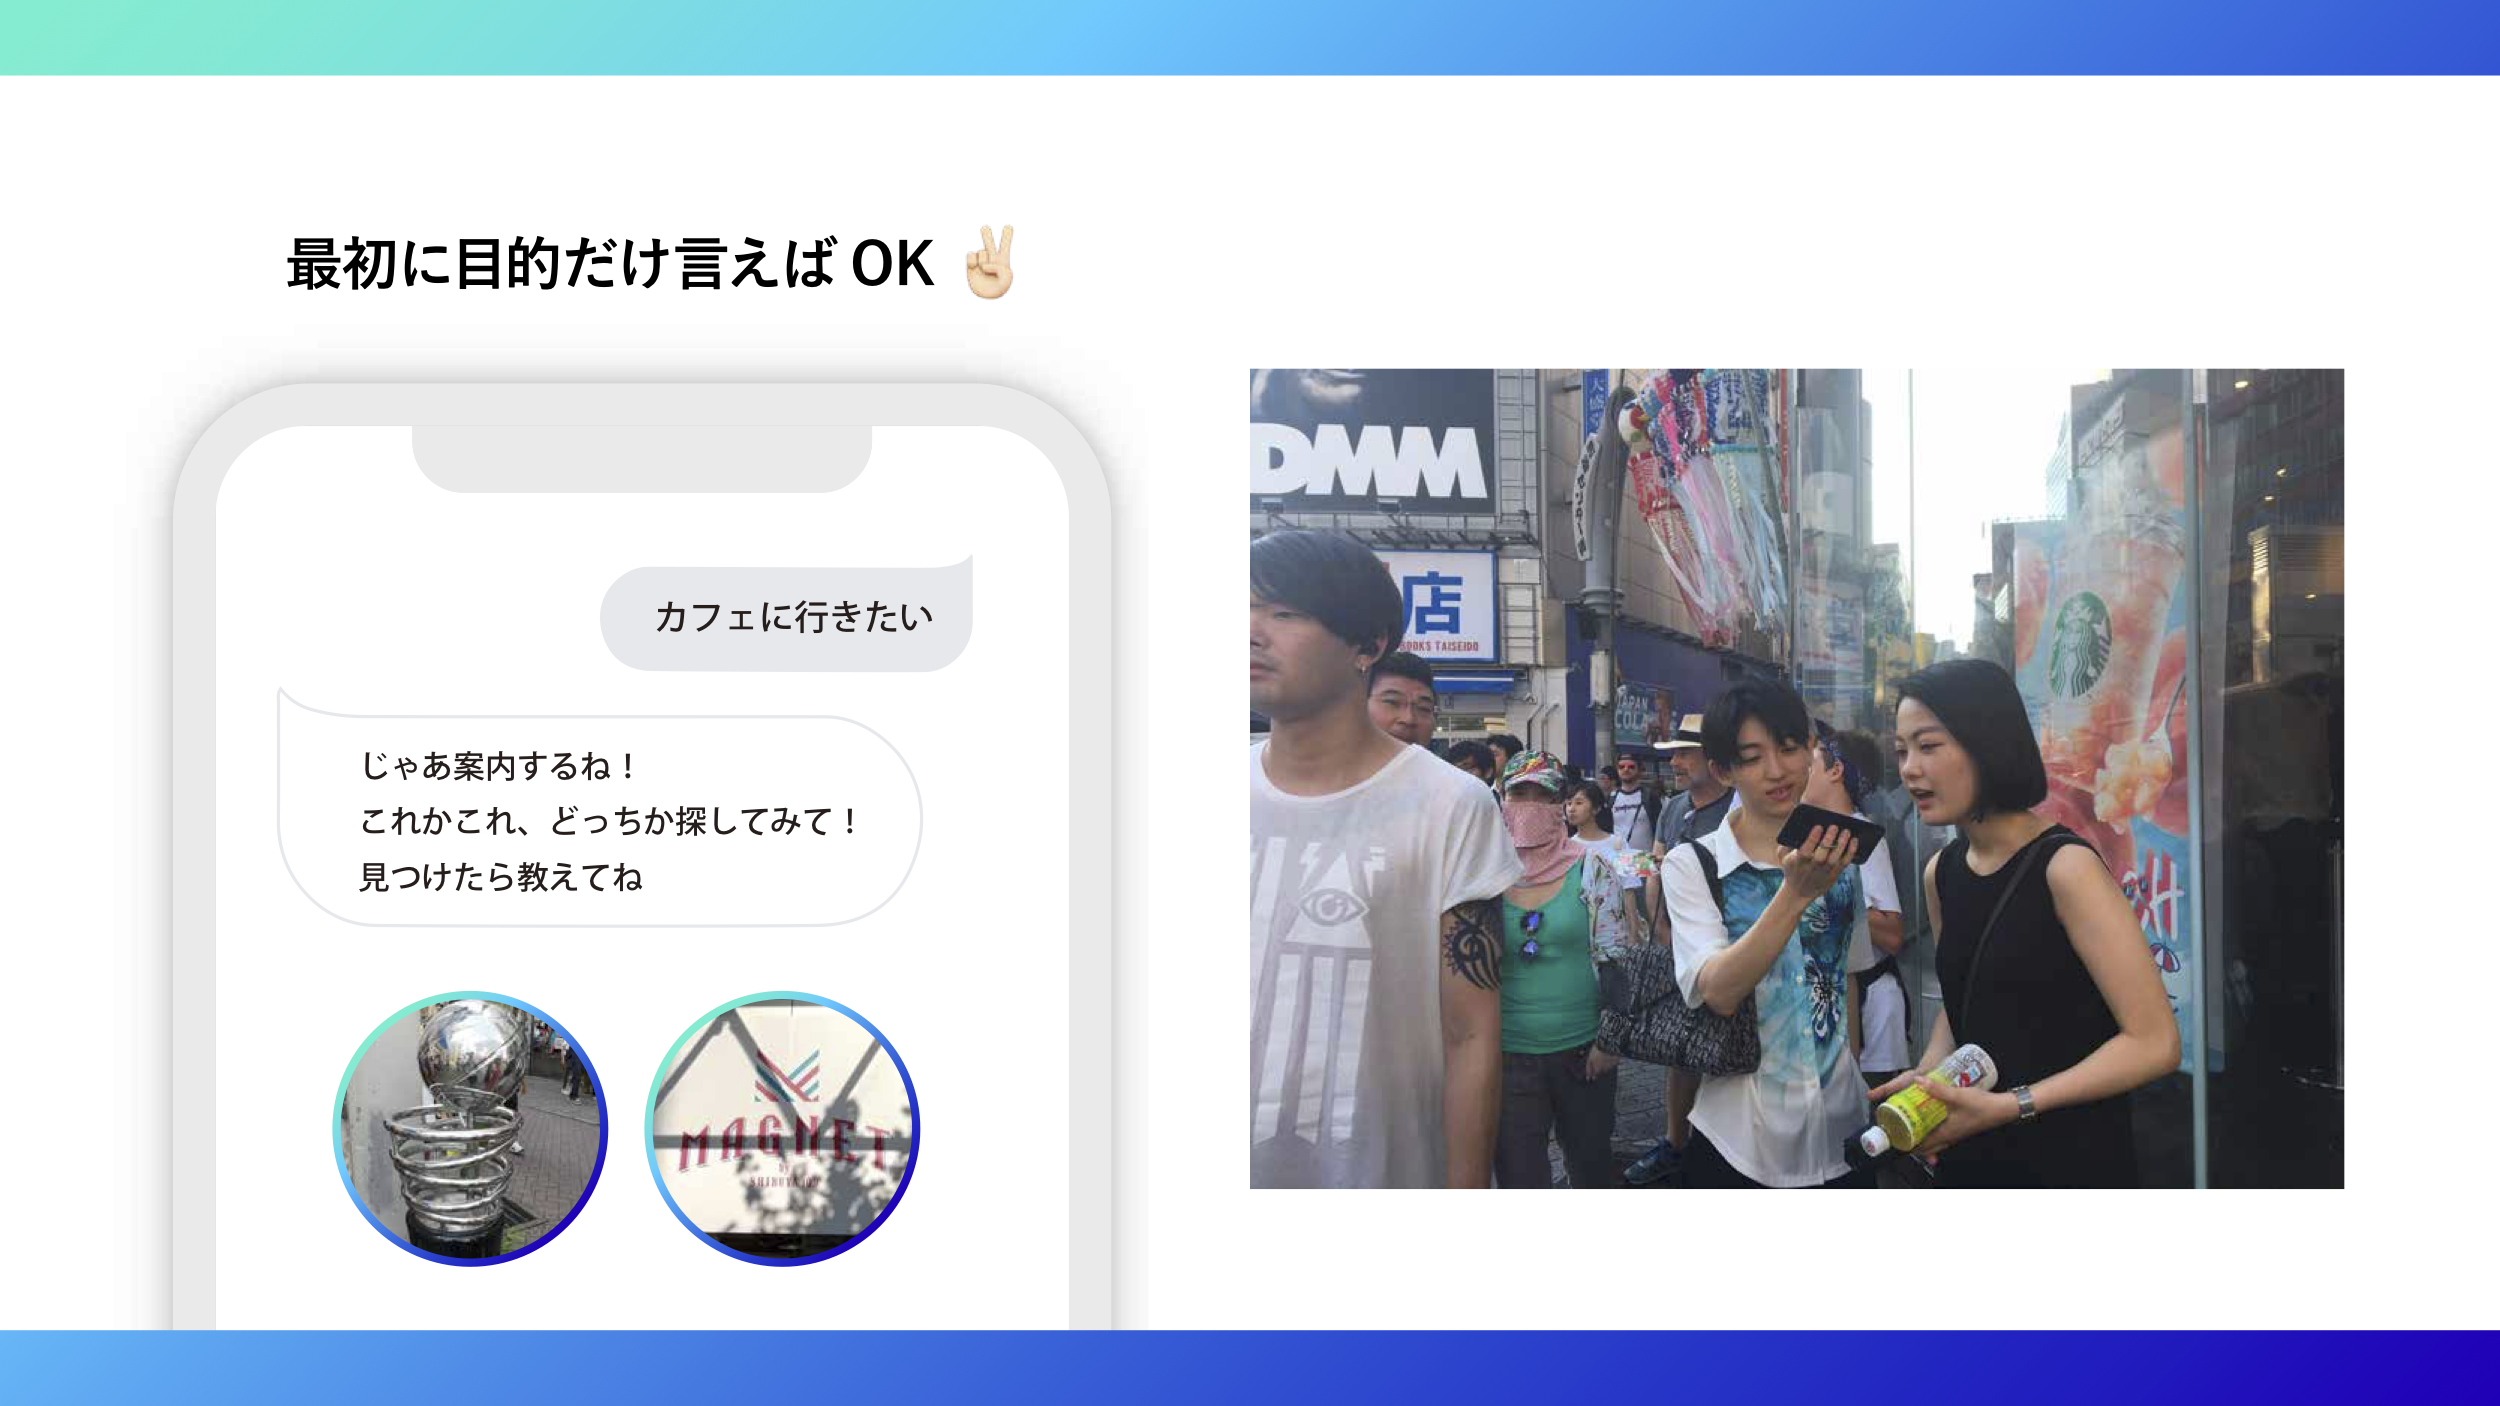 最初に目的だけ言えば OK ✌🏻
カフェに行きたい
じゃあ案内するね！
これかこれ、どっちか探してみて！
見つけたら教えてね
MAGNET
BY
SHIBUYA109
DMM
店
BOOKS TAISEIDO
JAPAN
COLA